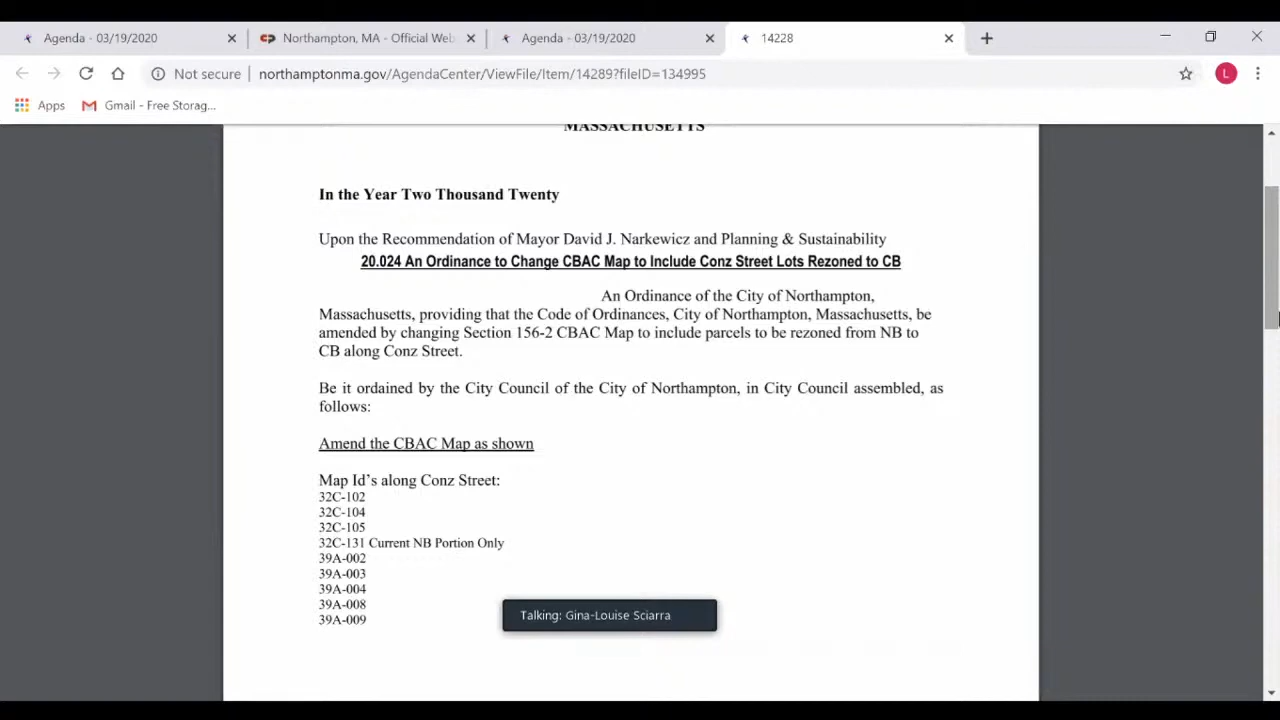 Agenda - 03/19/2020
Northampton, MA - Official Web
Agenda - 03/19/2020
14228
Not secure
northamptonma.gov/AgendaCenter/ViewFile/Item/14289?fileID=134995
L
Apps
Gmail - Free Storag...
MASSACHUSETTS
In the Year Two Thousand Twenty
Upon the Recommendation of Mayor David J. Narkewicz and Planning & Sustainability
20.024 An Ordinance to Change CBAC Map to Include Conz Street Lots Rezoned to CB
An Ordinance of the City of Northampton,
Massachusetts, providing that the Code of Ordinances, City of Northampton, Massachusetts, be
amended by changing Section 156-2 CBAC Map to include parcels to be rezoned from NB to
CB along Conz Street.
Be it ordained by the City Council of the City of Northampton, in City Council assembled, as
follows:
Amend the CBAC Map as shown
Map Id’s along Conz Street:
32C-102
32C-104
32C-105
32C-131 Current NB Portion Only
39A-002
39A-003
39A-004
39A-008
39A-009
Talking: Gina-Louise Sciarra